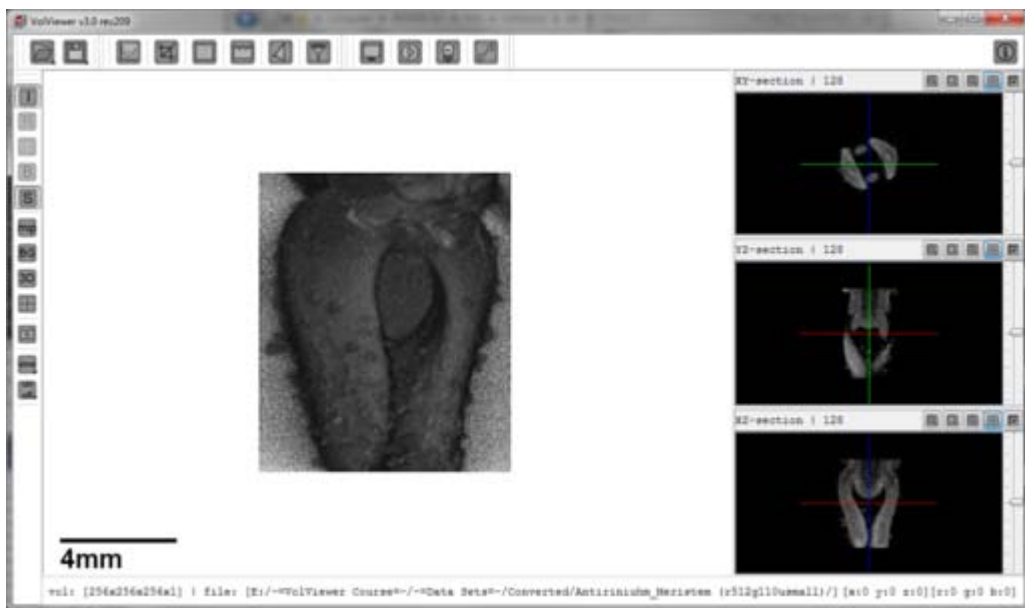 VolViewer v3.0 rev209
XY-section | 128
YZ-section | 128
XZ-section | 128
4mm
vol: [256x256x256x1] | file: [E:/-=VolViewer Course=-/-=Data Sets=-/Converted/Antiriniuhm_Meristem (r512g110usmall)/] [x:0 y:0 z:0][r:0 g:0 b:0]